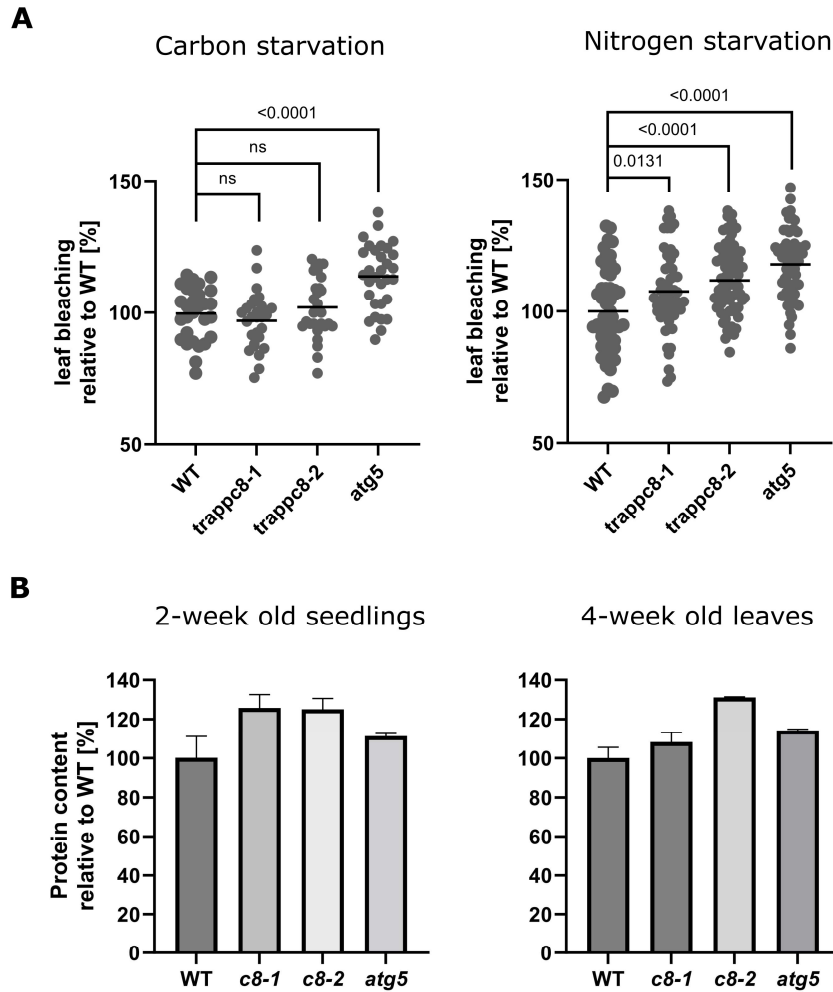 A
Carbon starvation
Nitrogen starvation
<0.0001
ns
ns
<0.0001
<0.0001
0.0131
leaf bleaching
relative to WT [%]
150
100
50
WT
trappc8-1
trappc8-2
atg5
leaf bleaching
relative to WT [%]
150
100
50
WT
trappc8-1
trappc8-2
atg5
B
2-week old seedlings
4-week old leaves
Protein content
relative to WT [%]
140
120
100
80
60
40
20
0
WT
c8-1
c8-2
atg5
140
120
100
80
60
40
20
0
WT
c8-1
c8-2
atg5